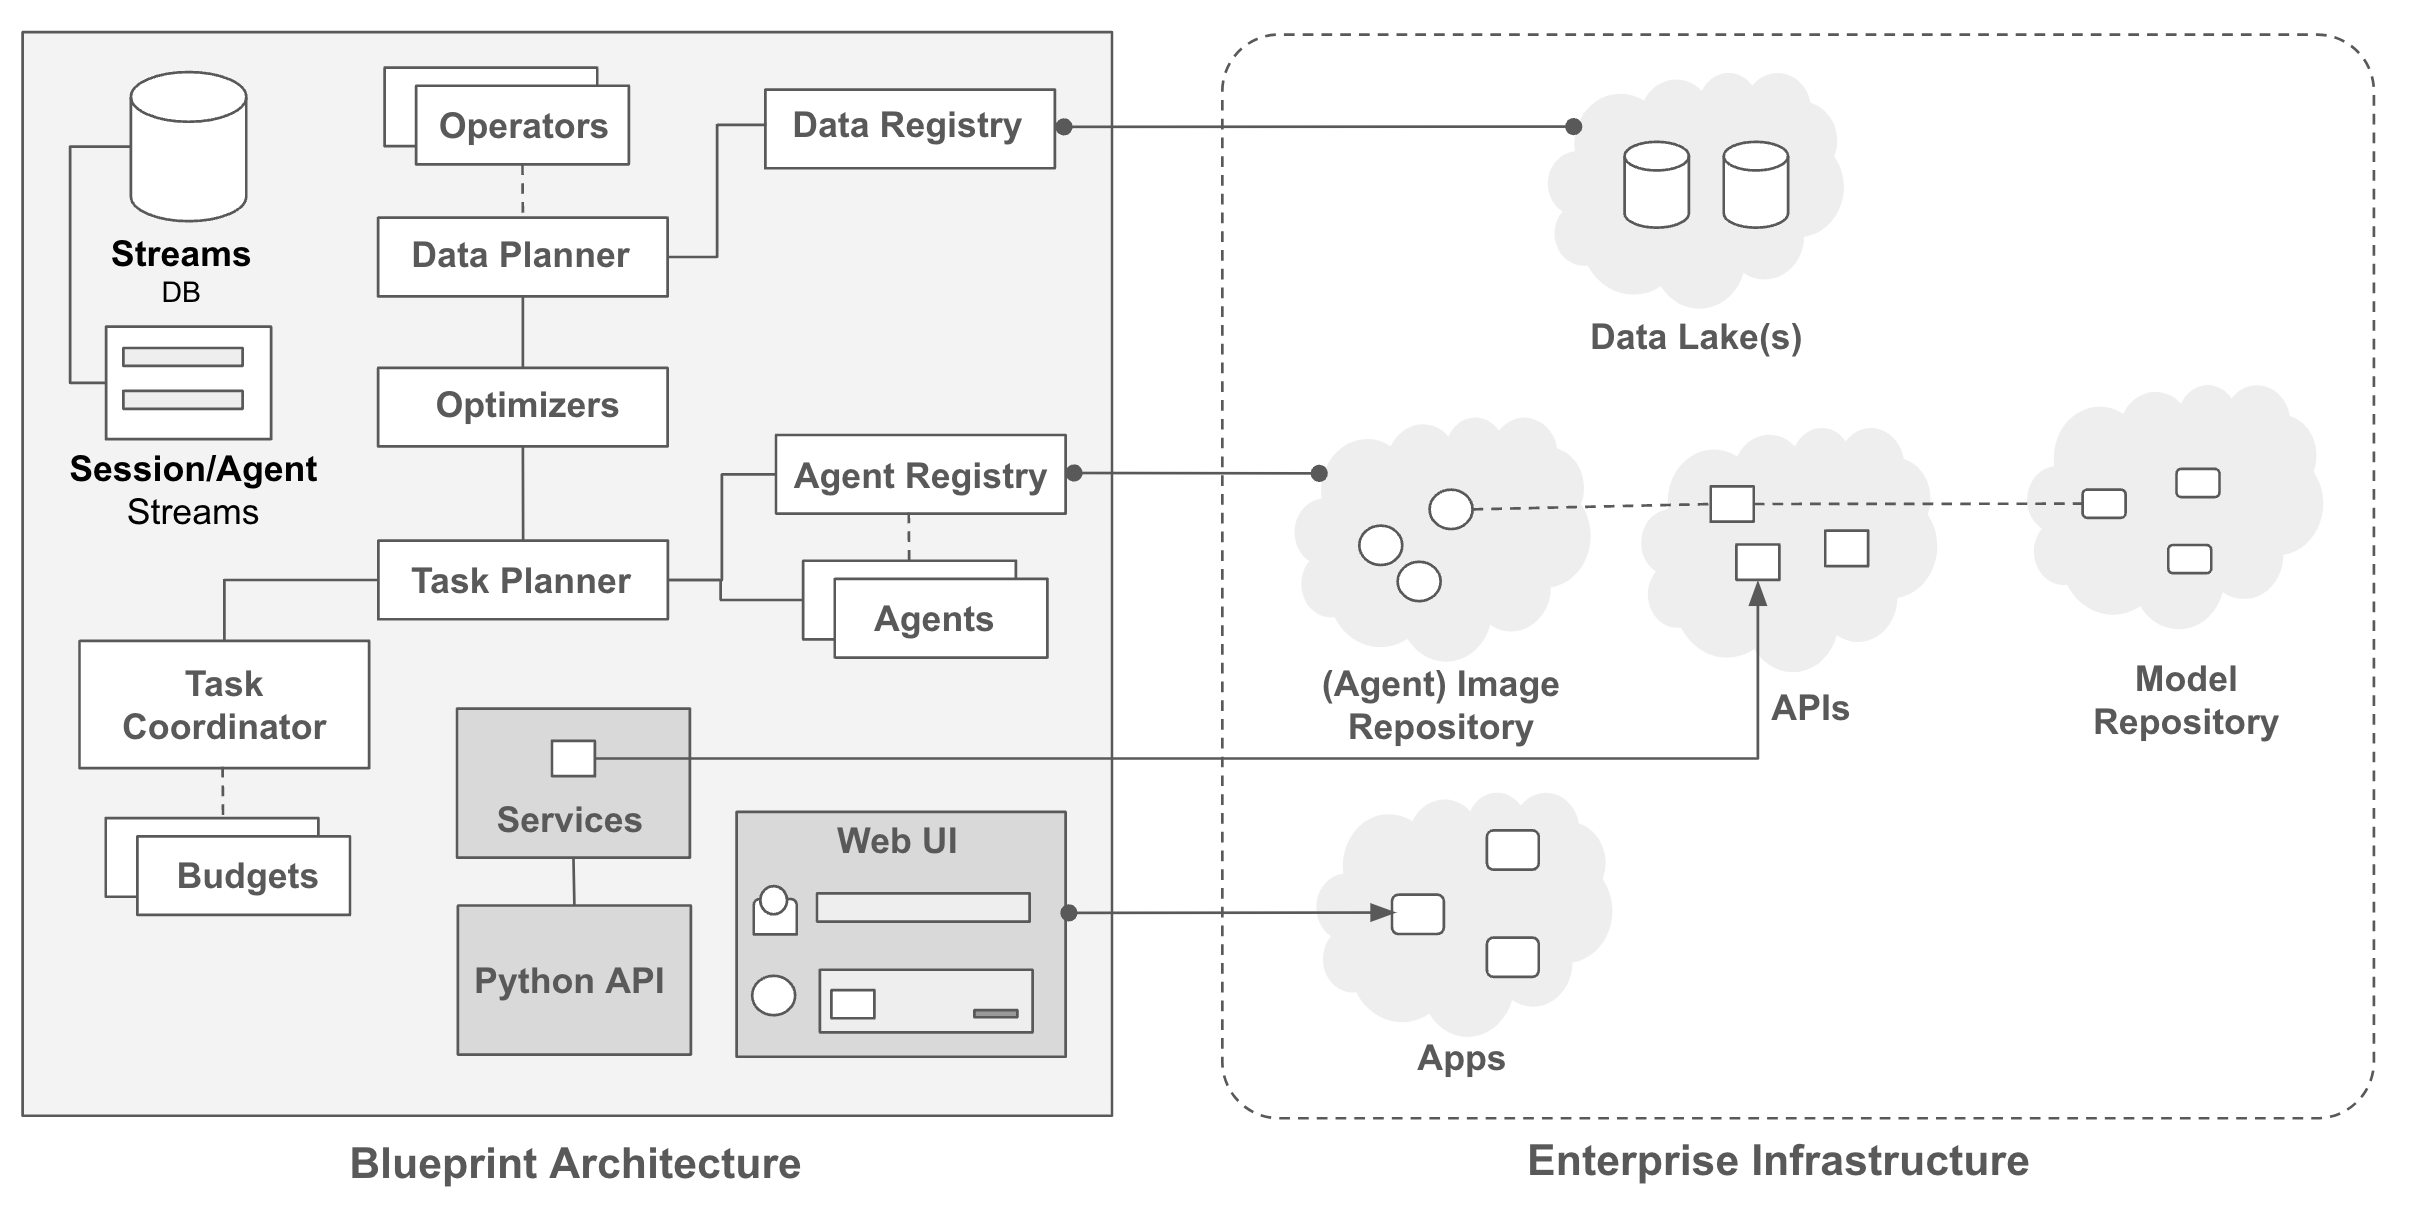 Streams
DB
Session/Agent
Streams
Operators
Data Planner
Optimizers
Task Planner
Data Registry
Agent Registry
Agents
Task
Coordinator
Budgets
Services
Python API
Web UI
Blueprint Architecture
Data Lake(s)
(Agent) Image
Repository
APIs
Model
Repository
Apps
Enterprise Infrastructure